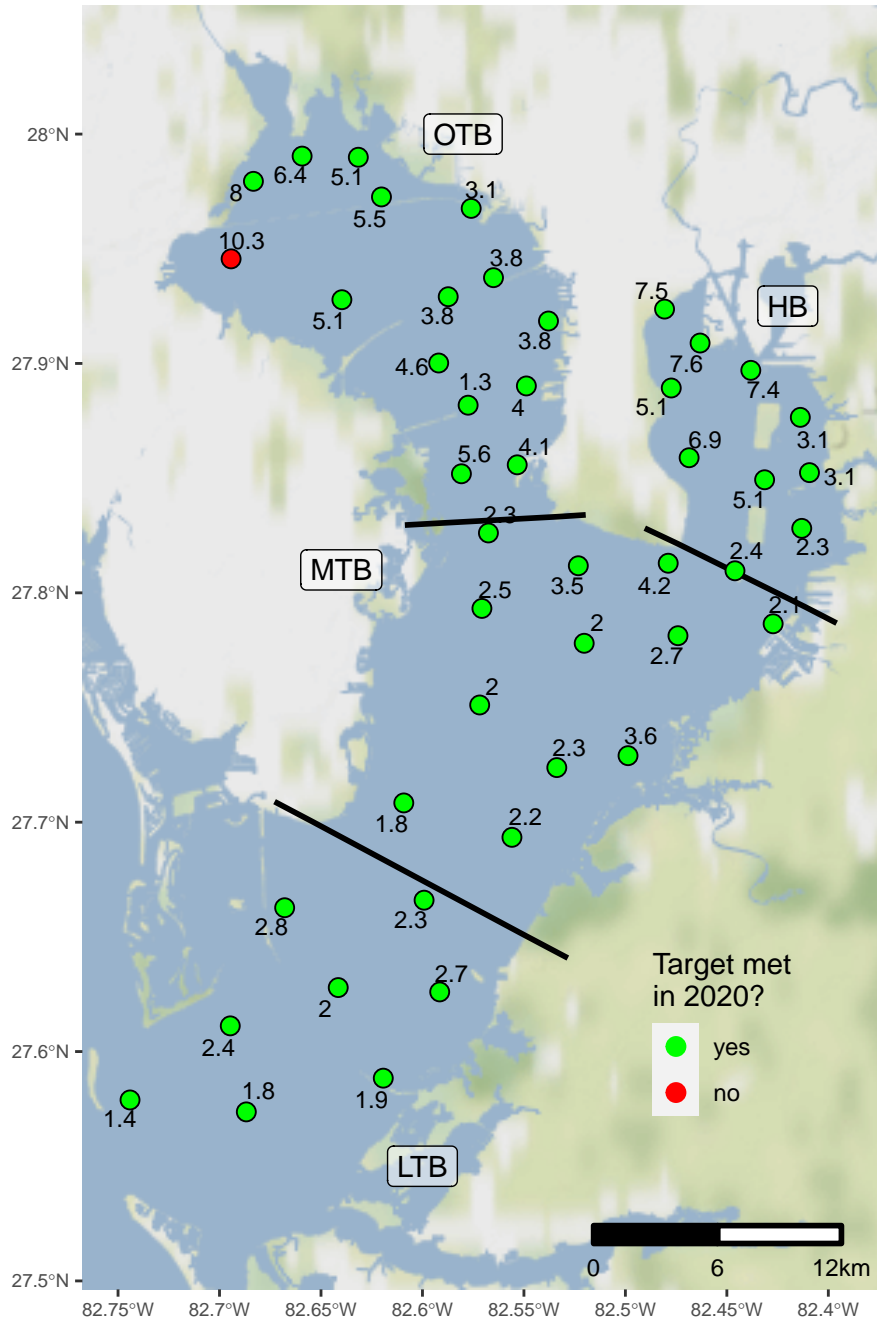 28°N
OTB
6.4
5.1
8
5.5
3.1
10.3
3.8
5.1
3.8
3.8
7.5
HB
27.9°N
4.6
1.3
4
7.6
5.1
7.4
3.1
6.9
5.6
4.1
5.1
3.1
2.3
2.3
MTB
3.5
4.2
2.4
27.8°N
2.5
2
2.7
2.1
2
2.3
3.6
27.7°N
1.8
2.2
2.8
2.3
2
2.7
Target met
in 2020?
2.4
27.6°N
yes
1.4
1.8
1.9
no
LTB
0 6 12km
27.5°N
82.75°W 82.7°W 82.65°W 82.6°W 82.55°W 82.5°W 82.45°W 82.4°W